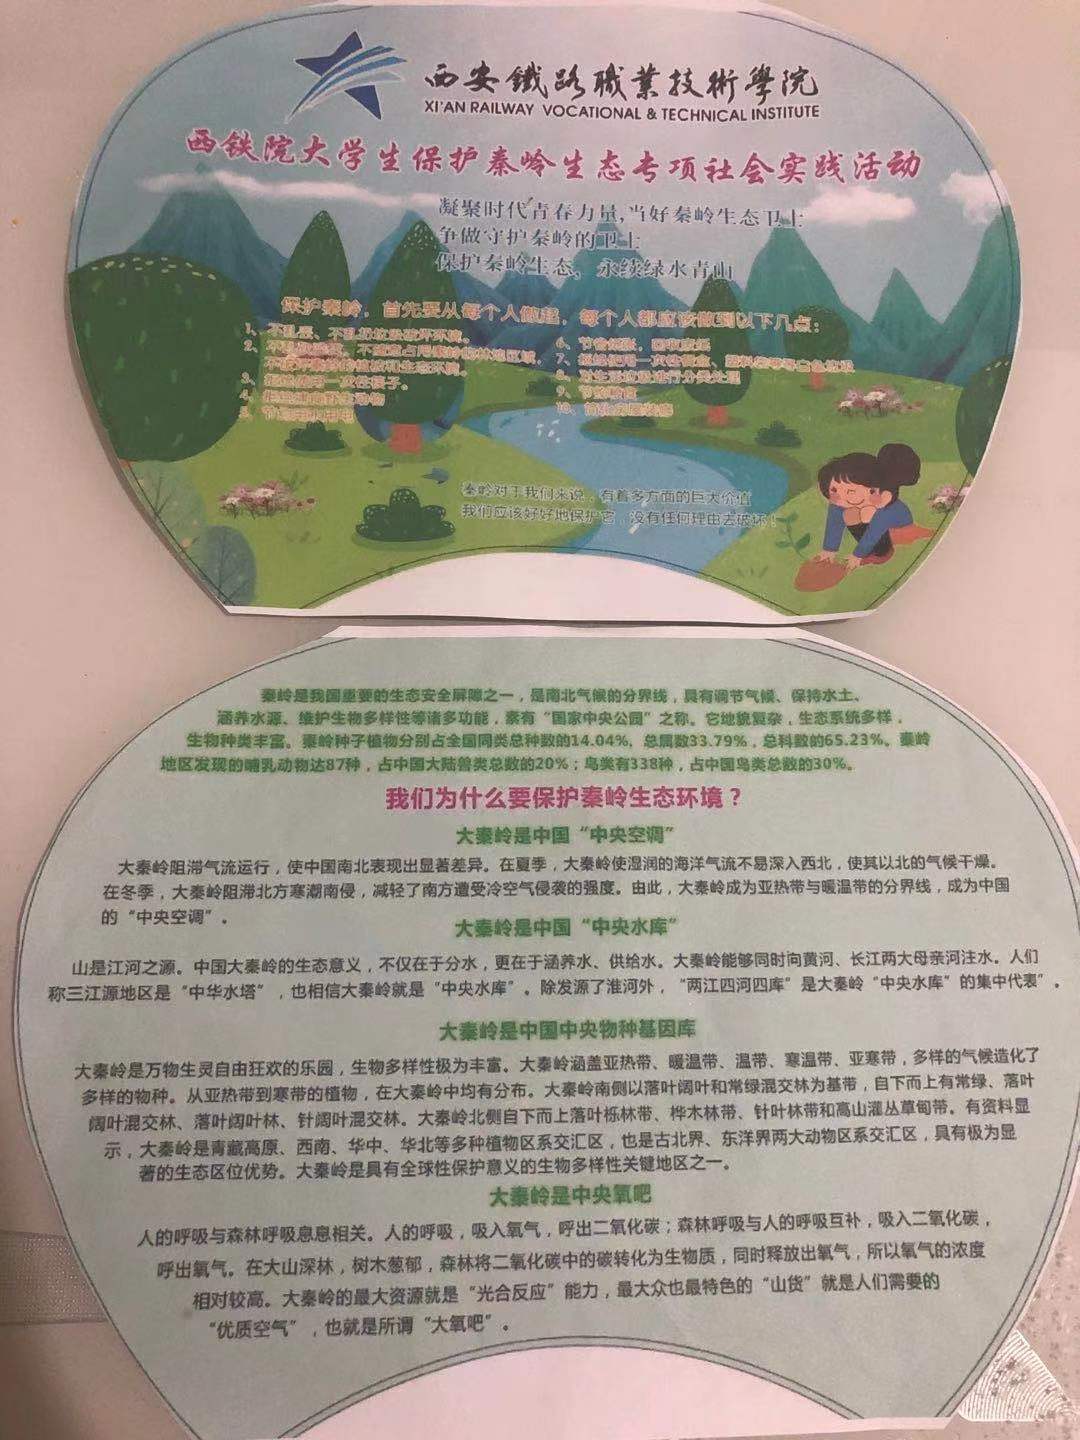 西安鐵路職業技術學院
XI'AN RAILWAY VOCATIONAL & TECHNICAL INSTITUTE
西铁院大学生保护秦岭生态专项社会实践活动
凝聚时代青春力量,当好秦岭生态卫士
争做守护秦岭的卫士
保护秦岭生态，永续绿水青山
保护秦岭，首先要从每个人做起，每个人都应该做到以下几点：
3、拒绝使用一次性筷子。
6、节省纸张，回收废纸
8、对生活垃圾进行分类处理
秦岭对于我们来说，有着多方面的巨大价值
我们应该好好地保护它，没有任何理由去破坏！
秦岭是我国重要的生态安全屏障之一，是南北气候的分界线，具有调节气候、保持水土、
涵养水源、维护生物多样性等诸多功能，素有“国家中央公园”之称。它地貌复杂，生态系统多样，
生物种类丰富。秦岭种子植物分别占全国同类总种数的14.04%、总属数33.79%，总科数的65.23%、秦岭
地区发现的哺乳动物达87种，占中国大陆兽类总数的20%；鸟类有338种，占中国鸟类总数的30%。
我们为什么要保护秦岭生态环境？
大秦岭是中国“中央空调”
大秦岭阻滞气流运行，使中国南北表现出显著差异。在夏季，大秦岭使湿润的海洋气流不易深入西北，使其以北的气候干燥。
在冬季，大秦岭阻滞北方寒潮南侵，减轻了南方遭受冷空气侵袭的强度。由此，大秦岭成为亚热带与暖温带的分界线，成为中国
的“中央空调”。
大秦岭是中国“中央水库”
山是江河之源。中国大秦岭的生态意义，不仅在于分水，更在于涵养水、供给水。大秦岭能够同时向黄河、长江两大母亲河注水。人们
称三江源地区是“中华水塔”，也相信大秦岭就是“中央水库”。除发源了淮河外，“两江四河四库”是大秦岭“中央水库”的集中代表”。
大秦岭是中国中央物种基因库
大秦岭是万物生灵自由狂欢的乐园，生物多样性极为丰富。大秦岭涵盖亚热带、暖温带、温带、寒温带、亚寒带，多样的气候造化了
多样的物种。从亚热带到寒带的植物，在大秦岭中均有分布。大秦岭南侧以落叶阔叶和常绿混交林为基带，自下而上有常绿、落叶
阔叶混交林、落叶阔叶林、针阔叶混交林。大秦岭北侧自下而上落叶栎林带、桦木林带、针叶林带和高山灌丛草甸带。有资料显
示，大秦岭是青藏高原、西南、华中、华北等多种植物区系交汇区，也是古北界、东洋界两大动物区系交汇区，具有极为显
著的生态区位优势。大秦岭是具有全球性保护意义的生物多样性关键地区之一。
大秦岭是中央氧吧
人的呼吸与森林呼吸息息相关。人的呼吸，吸入氧气，呼出二氧化碳；森林呼吸与人的呼吸互补，吸入二氧化碳，
呼出氧气。在大山深林，树木葱郁，森林将二氧化碳中的碳转化为生物质，同时释放出氧气，所以氧气的浓度
相对较高。大秦岭的最大资源就是“光合反应”能力，最大众也最特色的“山货”就是人们需要的
“优质空气”，也就是所谓“大氧吧”。